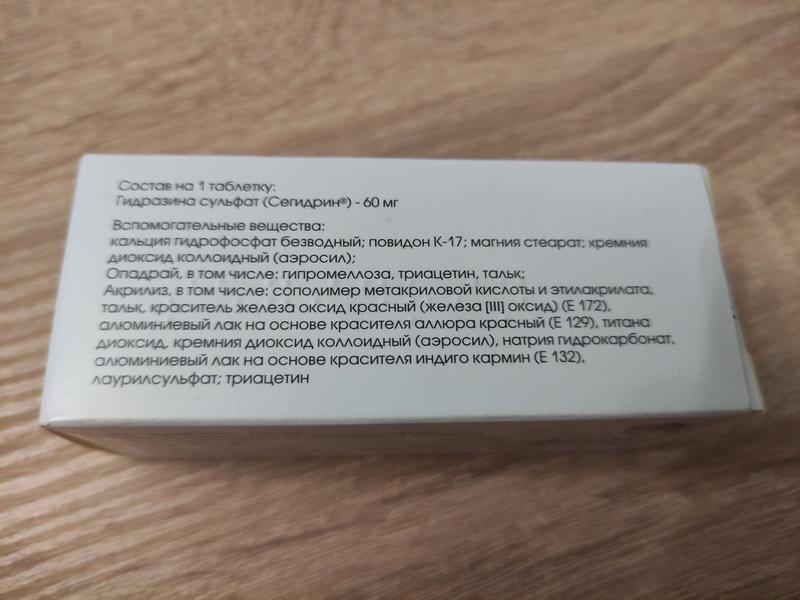 Состав на 1 таблетку:
Гидразина сульфат (Сегидрин®) - 60 мг
Вспомогательные вещества:
кальция гидрофосфат безводный; повидон К-17; магния стеарат; кремния
диоксид коллоидный (аэросил);
Опадрай, в том числе: гипромеллоза, триацетин, тальк;
Акрилиз, в том числе: сополимер метакриловой кислоты и этилакрилата,
тальк, краситель железа оксид красный (железа [III] оксид) (Е 172),
алюминиевый лак на основе красителя аллюра красный (Е 129), титана
диоксид, кремния диоксид коллоидный (аэросил), натрия гидрокарбонат,
алюминиевый лак на основе красителя индиго кармин (Е 132),
лаурилсульфат; триацетин